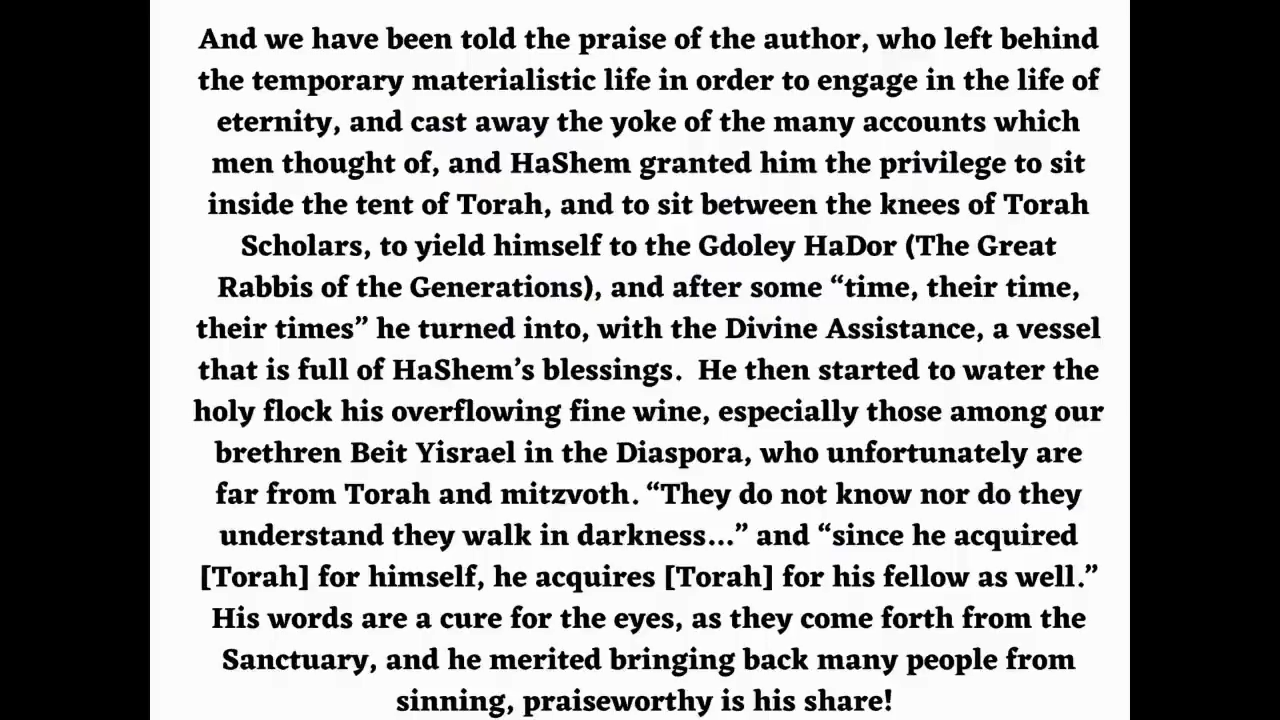 And we have been told the praise of the author, who left behind
the temporary materialistic life in order to engage in the life of
eternity, and cast away the yoke of the many accounts which
men thought of, and HaShem granted him the privilege to sit
inside the tent of Torah, and to sit between the knees of Torah
Scholars, to yield himself to the Gdoley HaDor (The Great
Rabbis of the Generations), and after some “time, their time,
their times” he turned into, with the Divine Assistance, a vessel
that is full of HaShem’s blessings.  He then started to water the
holy flock his overflowing fine wine, especially those among our
brethren Beit Yisrael in the Diaspora, who unfortunately are
far from Torah and mitzvoth. “They do not know nor do they
understand they walk in darkness...” and “since he acquired
[Torah] for himself, he acquires [Torah] for his fellow as well.”
His words are a cure for the eyes, as they come forth from the
Sanctuary, and he merited bringing back many people from
sinning, praiseworthy is his share!